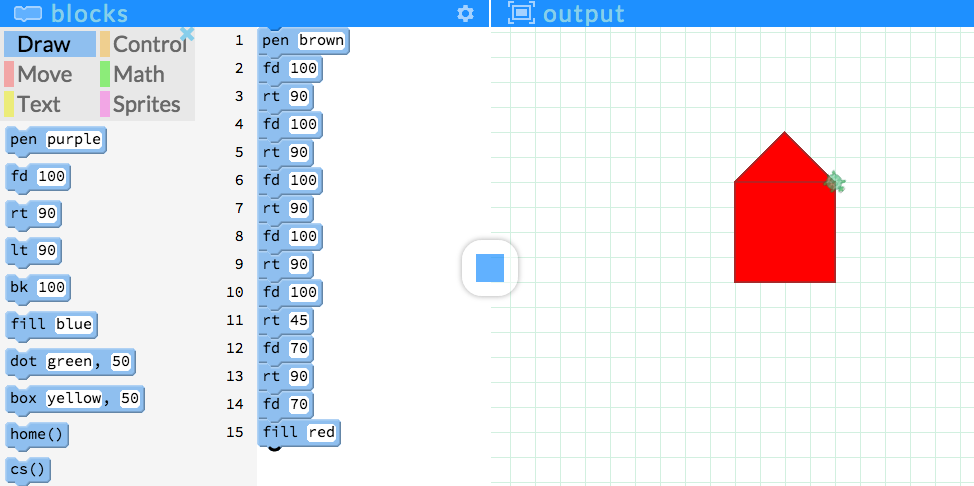 blocks
output
Draw Control
Move Math
Text Sprites
pen purple
fd 100
rt 90
lt 90
bk 100
fill blue
dot green, 50
box yellow, 50
home()
cs()
1 pen brown
2 fd 100
3 rt 90
4 fd 100
5 rt 90
6 fd 100
7 rt 90
8 fd 100
9 rt 90
10 fd 100
11 rt 45
12 fd 70
13 rt 90
14 fd 70
15 fill red